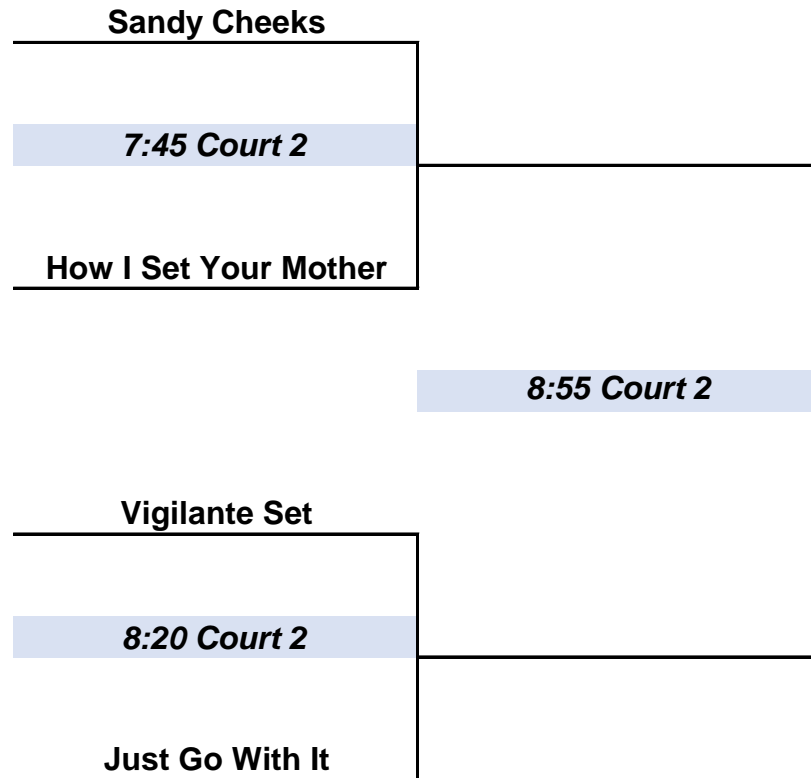 Sandy Cheeks
7:45 Court 2
How I Set Your Mother
8:55 Court 2
Vigilante Set
8:20 Court 2
Just Go With It